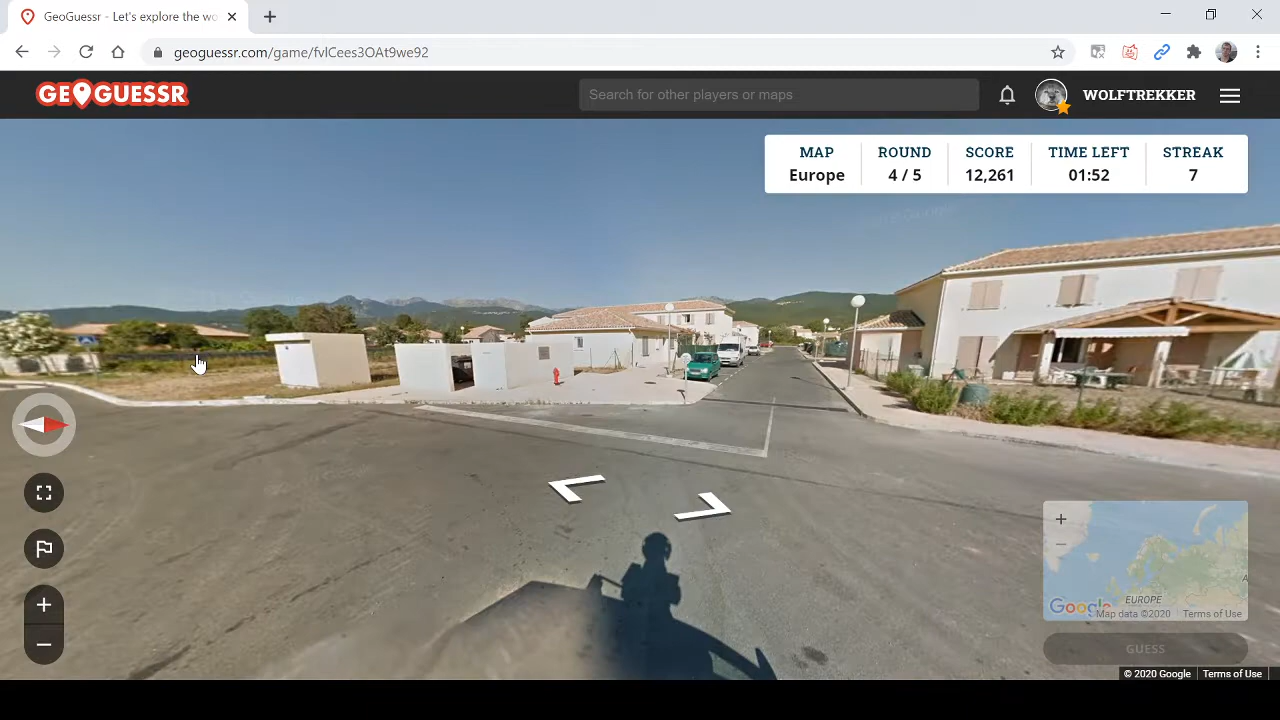 GeoGuessr - Let's explore the wo
geoguessr.com/game/fvlCees3OAt9we92
GEOGUESSR
Search for other players or maps
WOLFTREKKER
MAP ROUND SCORE TIME LEFT STREAK
Europe 4 / 5 12,261 01:52 7
EUROPE
Google Map data ©2020 Terms of Use
GUESS
© 2020 Google Terms of Use